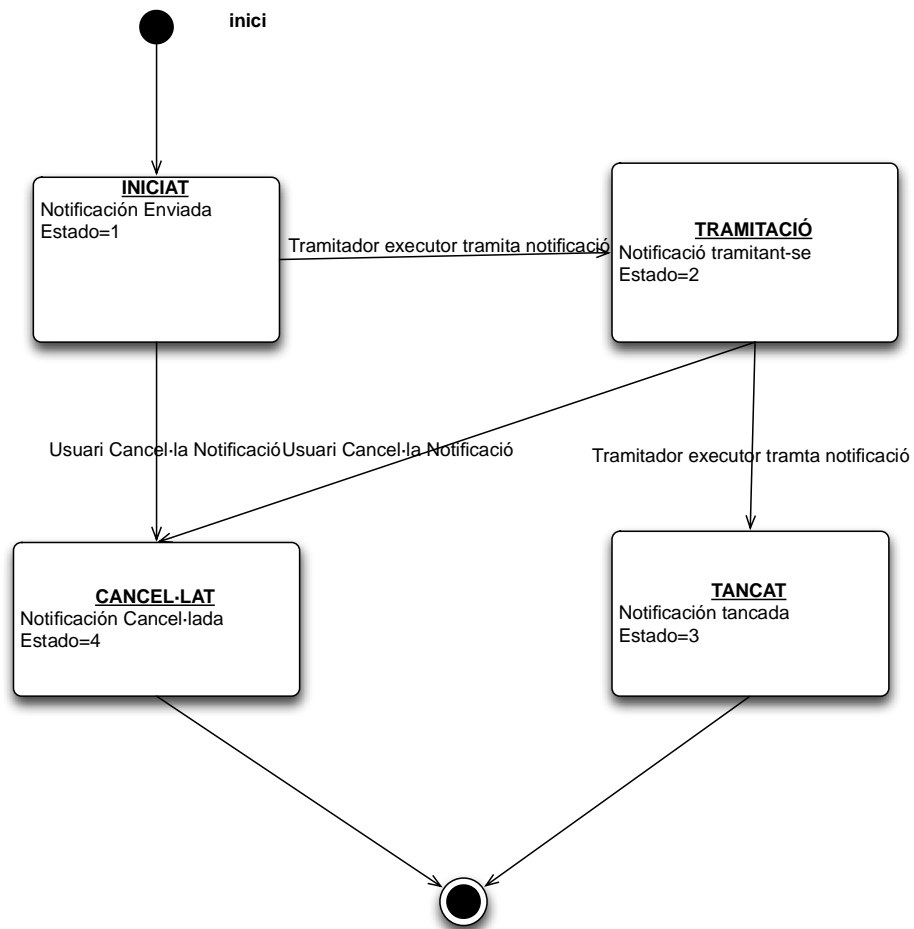 inici
INICIAT
Notificación Enviada
Estado=1
Tramitador executor tramita notificació
TRAMITACIÓ
Notificació tramitant-se
Estado=2
Usuari Cancel·la Notificació
Usuari Cancel·la Notificació
Tramitador executor tramta notificació
CANCEL·LAT
Notificación Cancel·lada
Estado=4
TANCAT
Notificación tancada
Estado=3